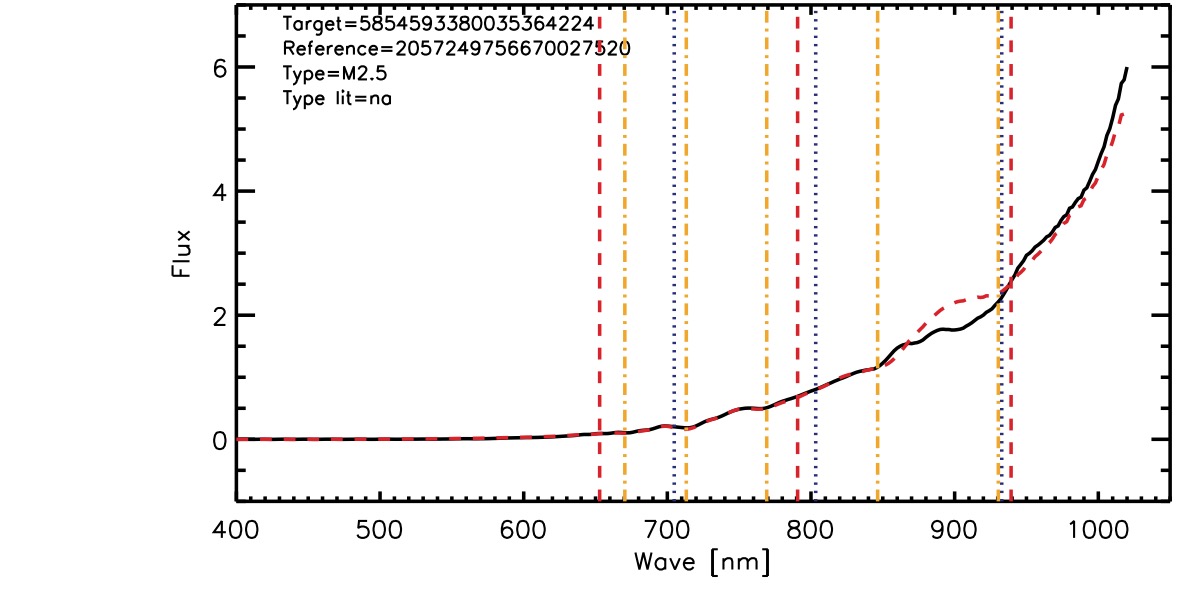 Target=5854593380035364224
Reference=2057249756670027520
Type=M2.5
Type lit=na
6
4
2
0
Flux
400 500 600 700 800 900 1000
Wave [nm]